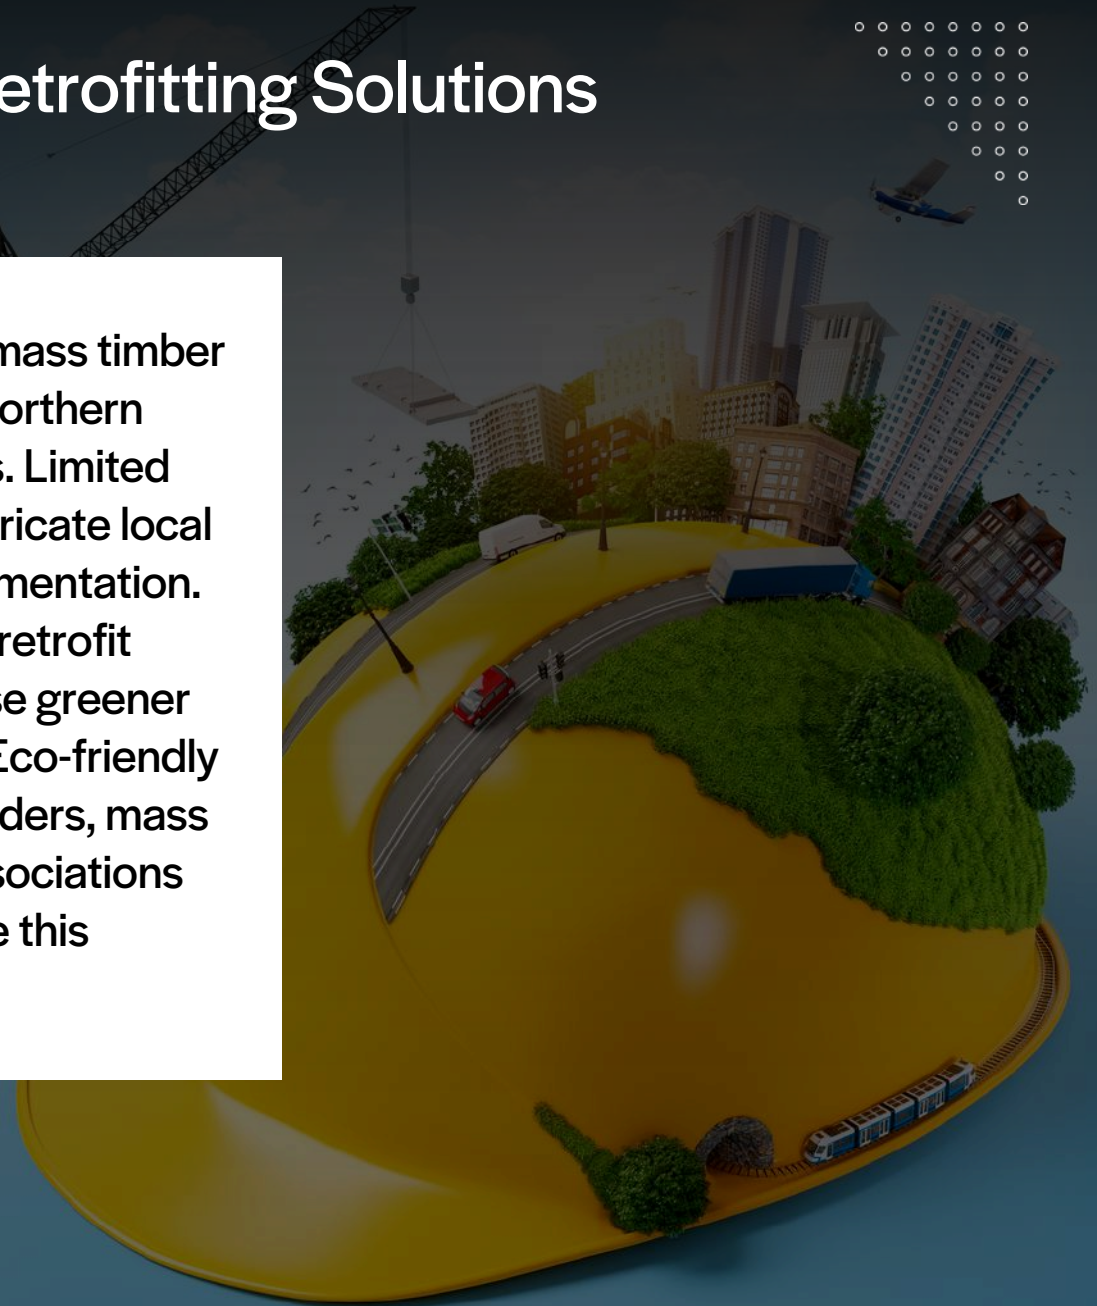 etrofitting Solutions
mass timber
orthern
s. Limited
ricate local
mentation.
retrofit
se greener
Eco-friendly
ders, mass
sociations
e this